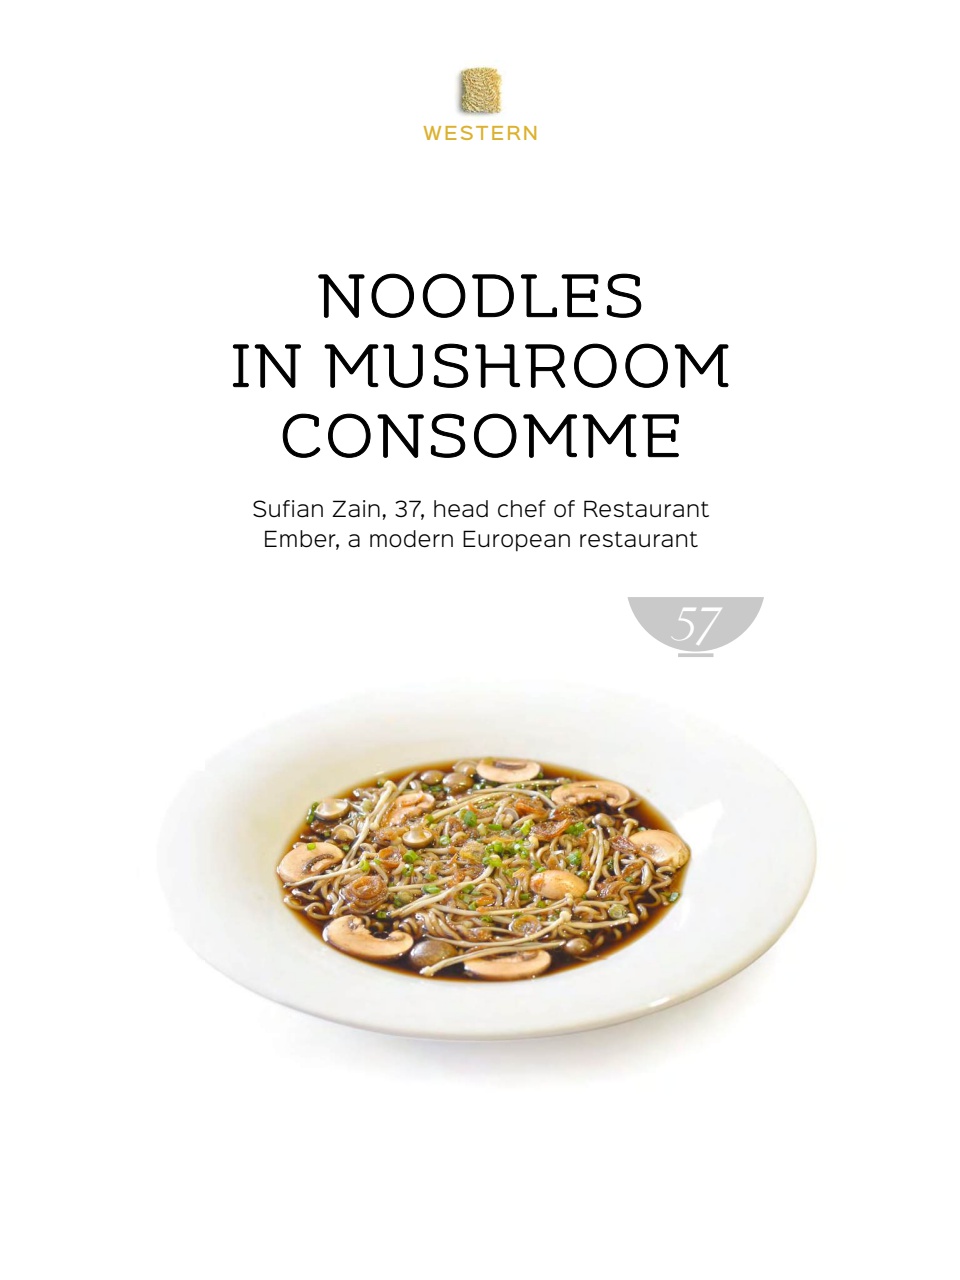 WESTERN
NOODLES
IN MUSHROOM
CONSOMME
Sufian Zain, 37, head chef of Restaurant
Ember, a modern European restaurant
57